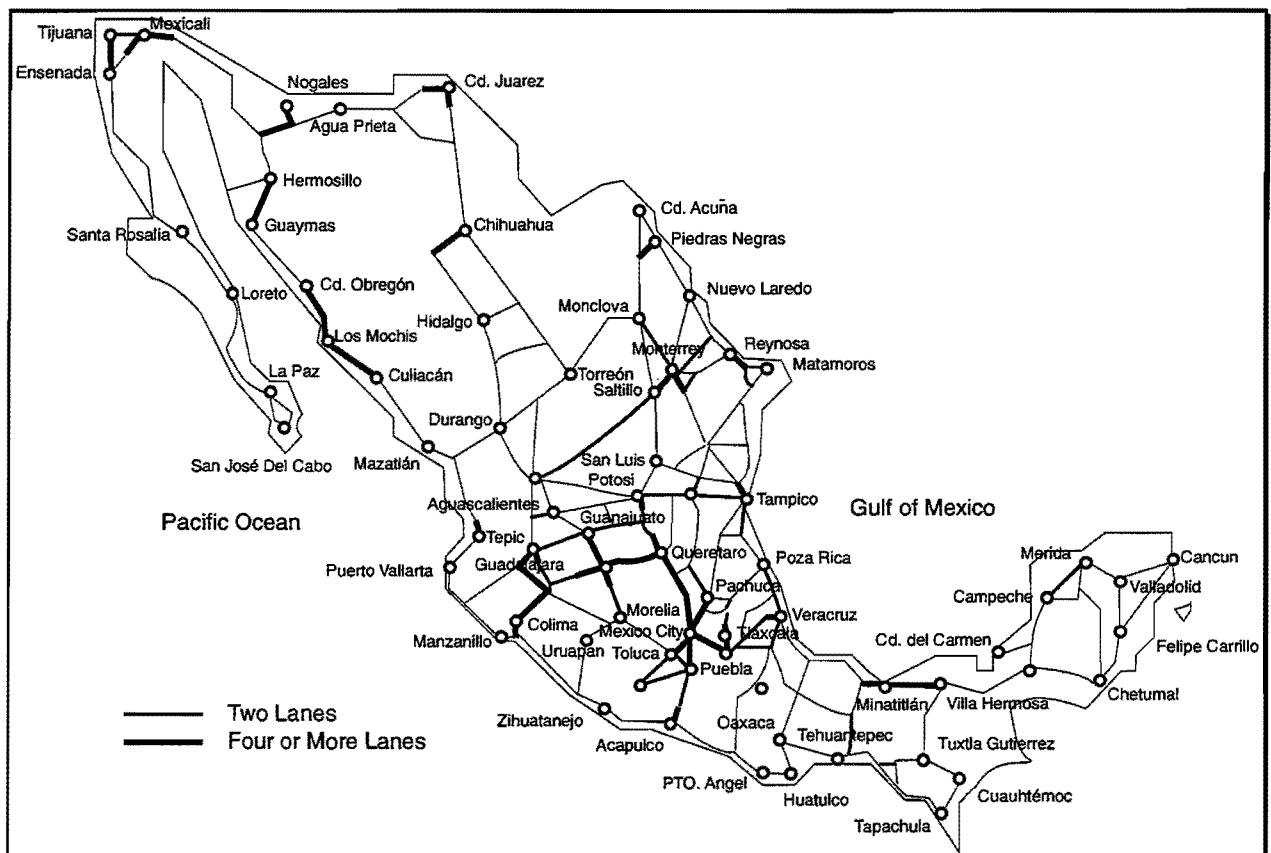 Tijuana
Mexicali
Ensenada
Nogales
Cd. Juarez
Agua Prieta
Hermosillo
Cd. Acuña
Santa Rosalia
Guaymas
Chihuahua
Piedras Negras
Loreto
Cd. Obregón
Monclova
Nuevo Laredo
Hidalgo
Los Mochis
Monterrey
Reynosa
La Paz
Culiacán
Torreón
Saltillo
Matamoros
Durango
San José Del Cabo
Mazatlán
San Luis
Potosi
Aguascalientes
Tampico
Gulf of Mexico
Pacific Ocean
Guanajuato
Tepic
Guadalajara
Queretaro
Poza Rica
Merida
Cancun
Puerto Vallarta
Pachuca
Valladolid
Campeche
Morelia
Veracruz
Colima
Mexico City
Tlaxcala
Manzanillo
Uruapan
Toluca
Cd. del Carmen
Felipe Carrillo
Puebla
Minatitlán
Villa Hermosa
Chetumal
Two Lanes
Zihuatanejo
Oaxaca
Four or More Lanes
Acapulco
Tehuantepec
Tuxtla Gutierrez
PTO. Angel
Huatulco
Cuauhtémoc
Tapachula